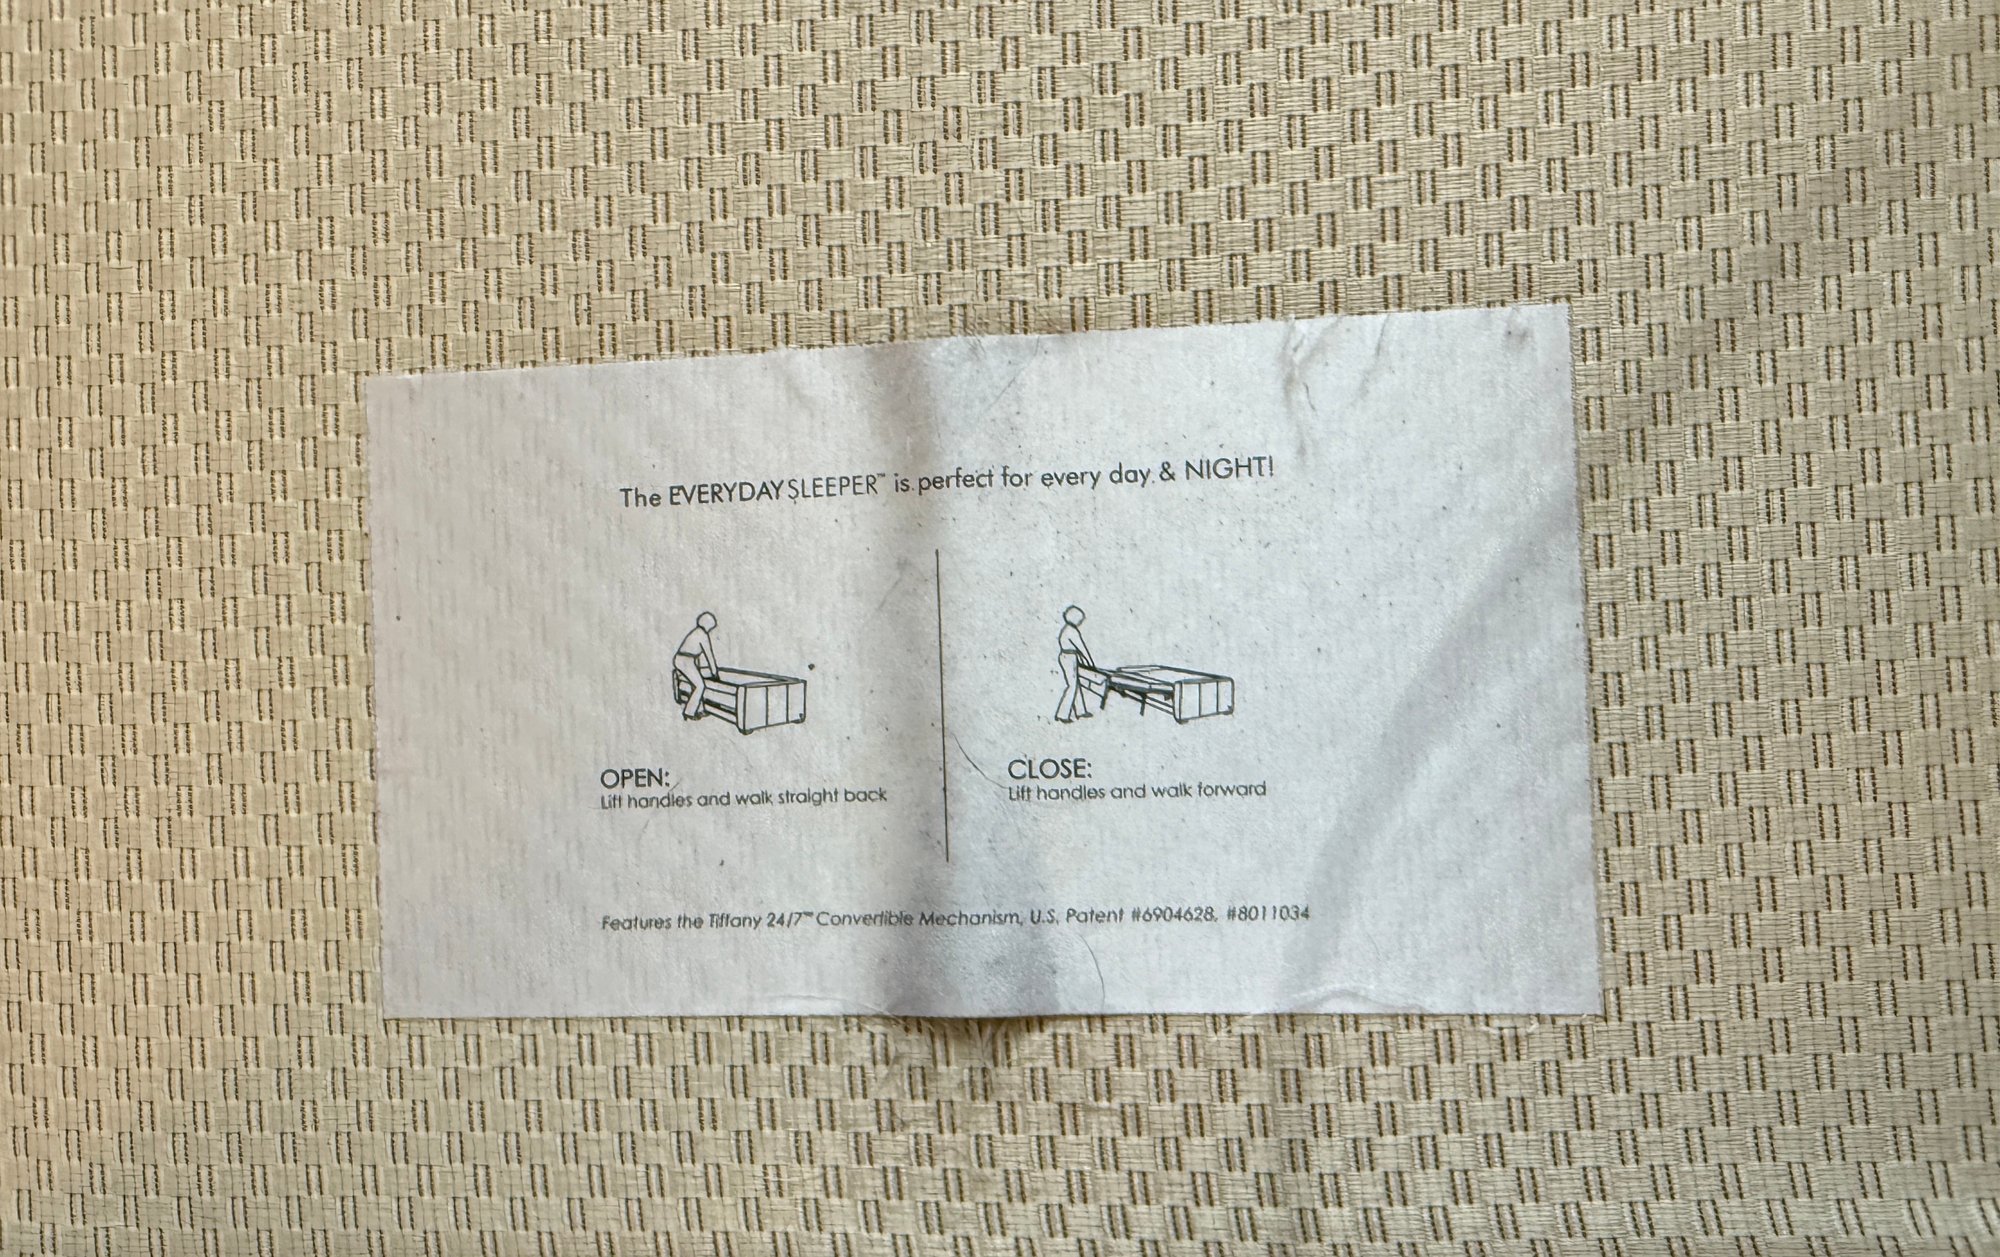 The EVERYDAYSLEEPER™ is perfect for every day & NIGHT!
OPEN:
Lift handles and walk straight back
CLOSE:
Lift handles and walk forward
Features the Tiffany 24/7™ Convertible Mechanism, U.S. Patent #6904628, #8011034